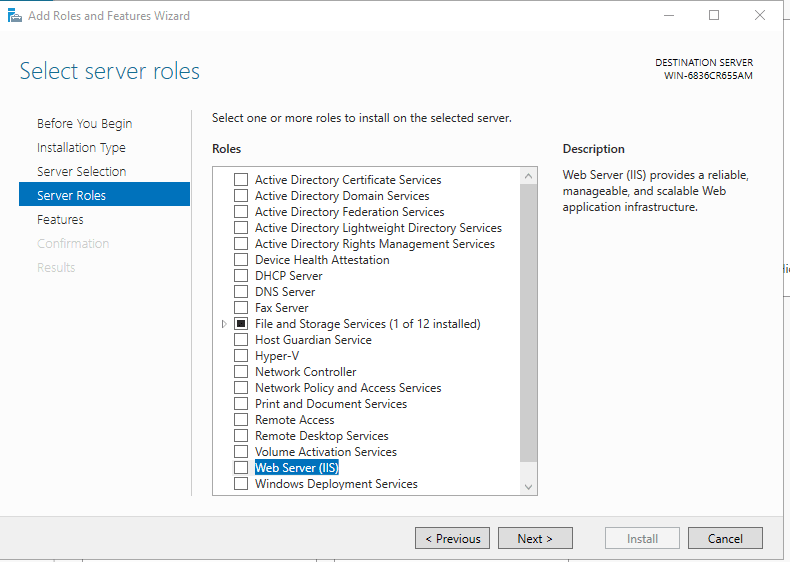 Add Roles and Features Wizard
Select server roles
DESTINATION SERVER
WIN-6836CR655AM
Before You Begin
Installation Type
Server Selection
Server Roles
Features
Confirmation
Results
Select one or more roles to install on the selected server.
Roles
Active Directory Certificate Services
Active Directory Domain Services
Active Directory Federation Services
Active Directory Lightweight Directory Services
Active Directory Rights Management Services
Device Health Attestation
DHCP Server
DNS Server
Fax Server
File and Storage Services (1 of 12 installed)
Host Guardian Service
Hyper-V
Network Controller
Network Policy and Access Services
Print and Document Services
Remote Access
Remote Desktop Services
Volume Activation Services
Web Server (IIS)
Windows Deployment Services
Description
Web Server (IIS) provides a reliable,
manageable, and scalable Web
application infrastructure.
< Previous
Next >
Install
Cancel